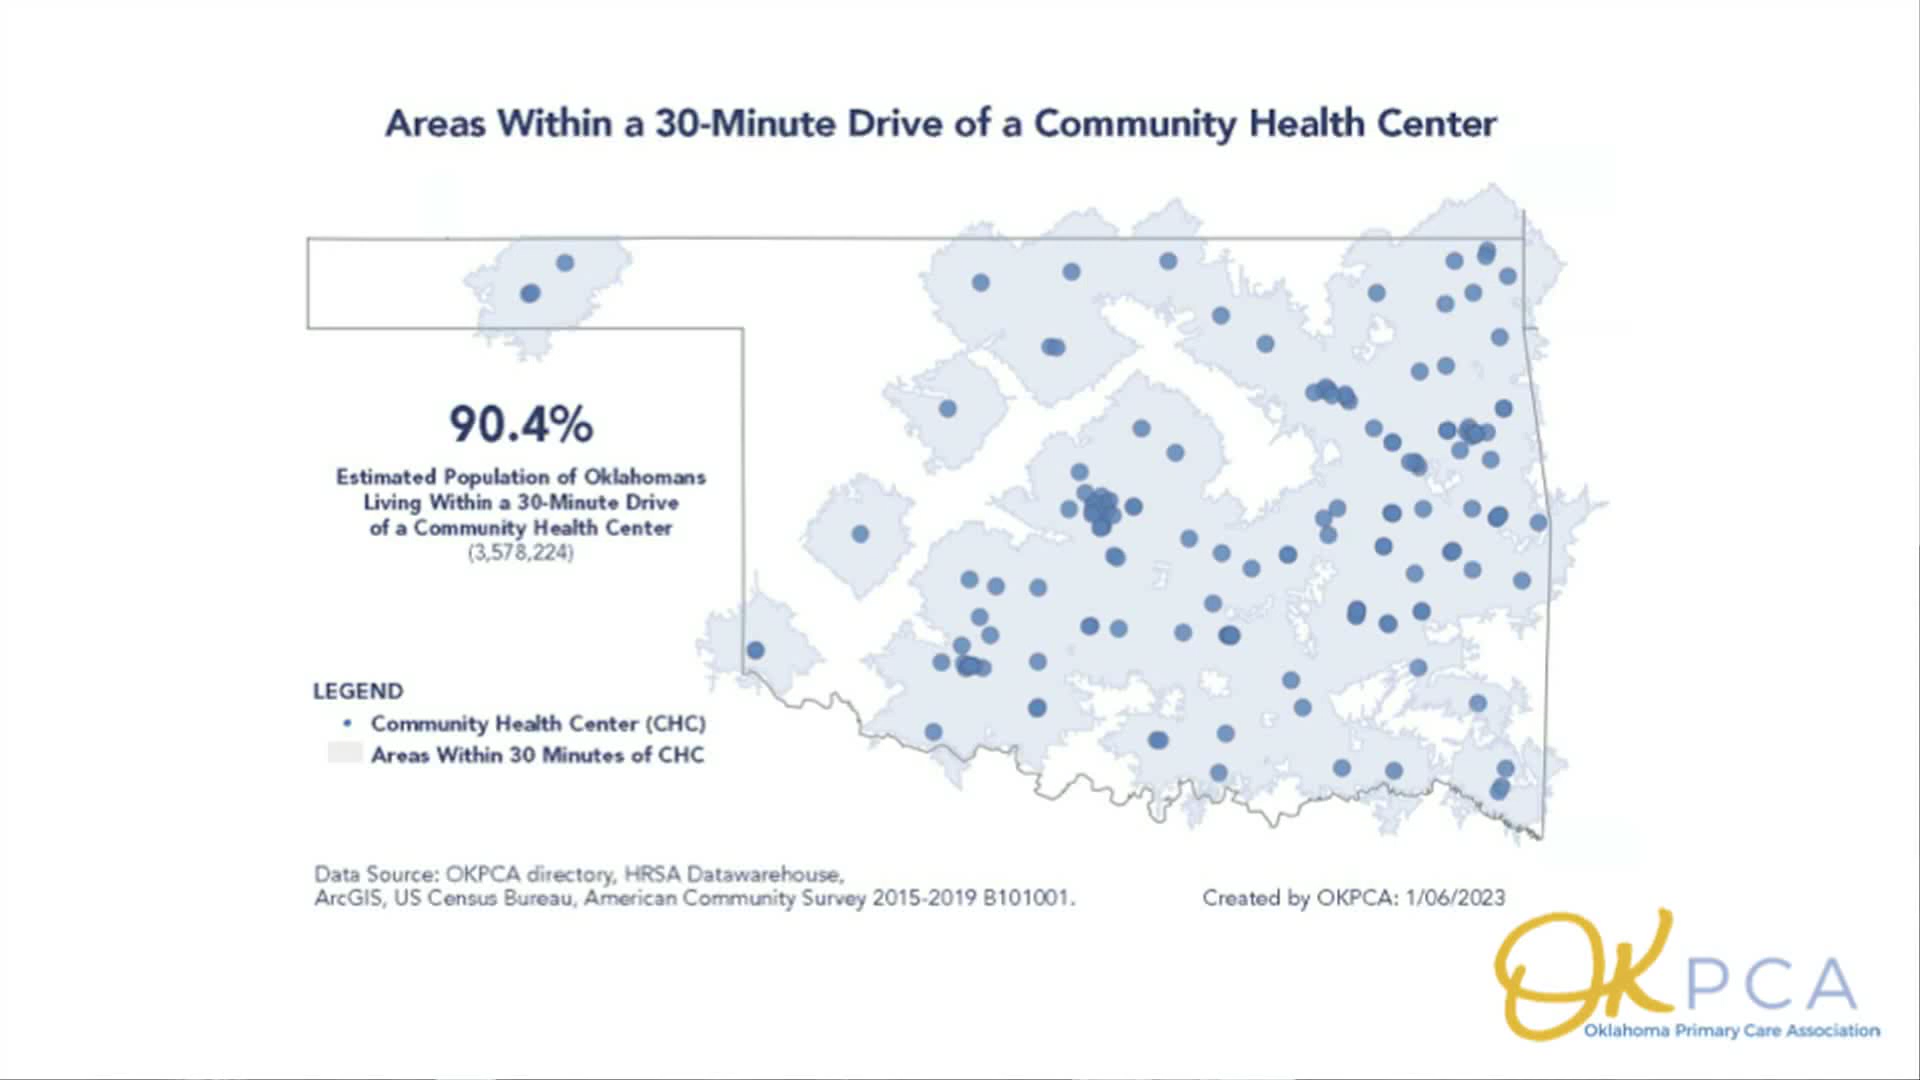 Areas Within a 30-Minute Drive of a Community Health Center
90.4%
Estimated Population of Oklahomans
Living Within a 30-Minute Drive
of a Community Health Center
(3,578,224)
LEGEND
Community Health Center (CHC)
Areas Within 30 Minutes of CHC
Data Source: OKPCA directory, HRSA Datawarehouse,
ArcGIS, US Census Bureau, American Community Survey 2015-2019 B101001.
Created by OKPCA: 1/06/2023
OKPCA
Oklahoma Primary Care Association